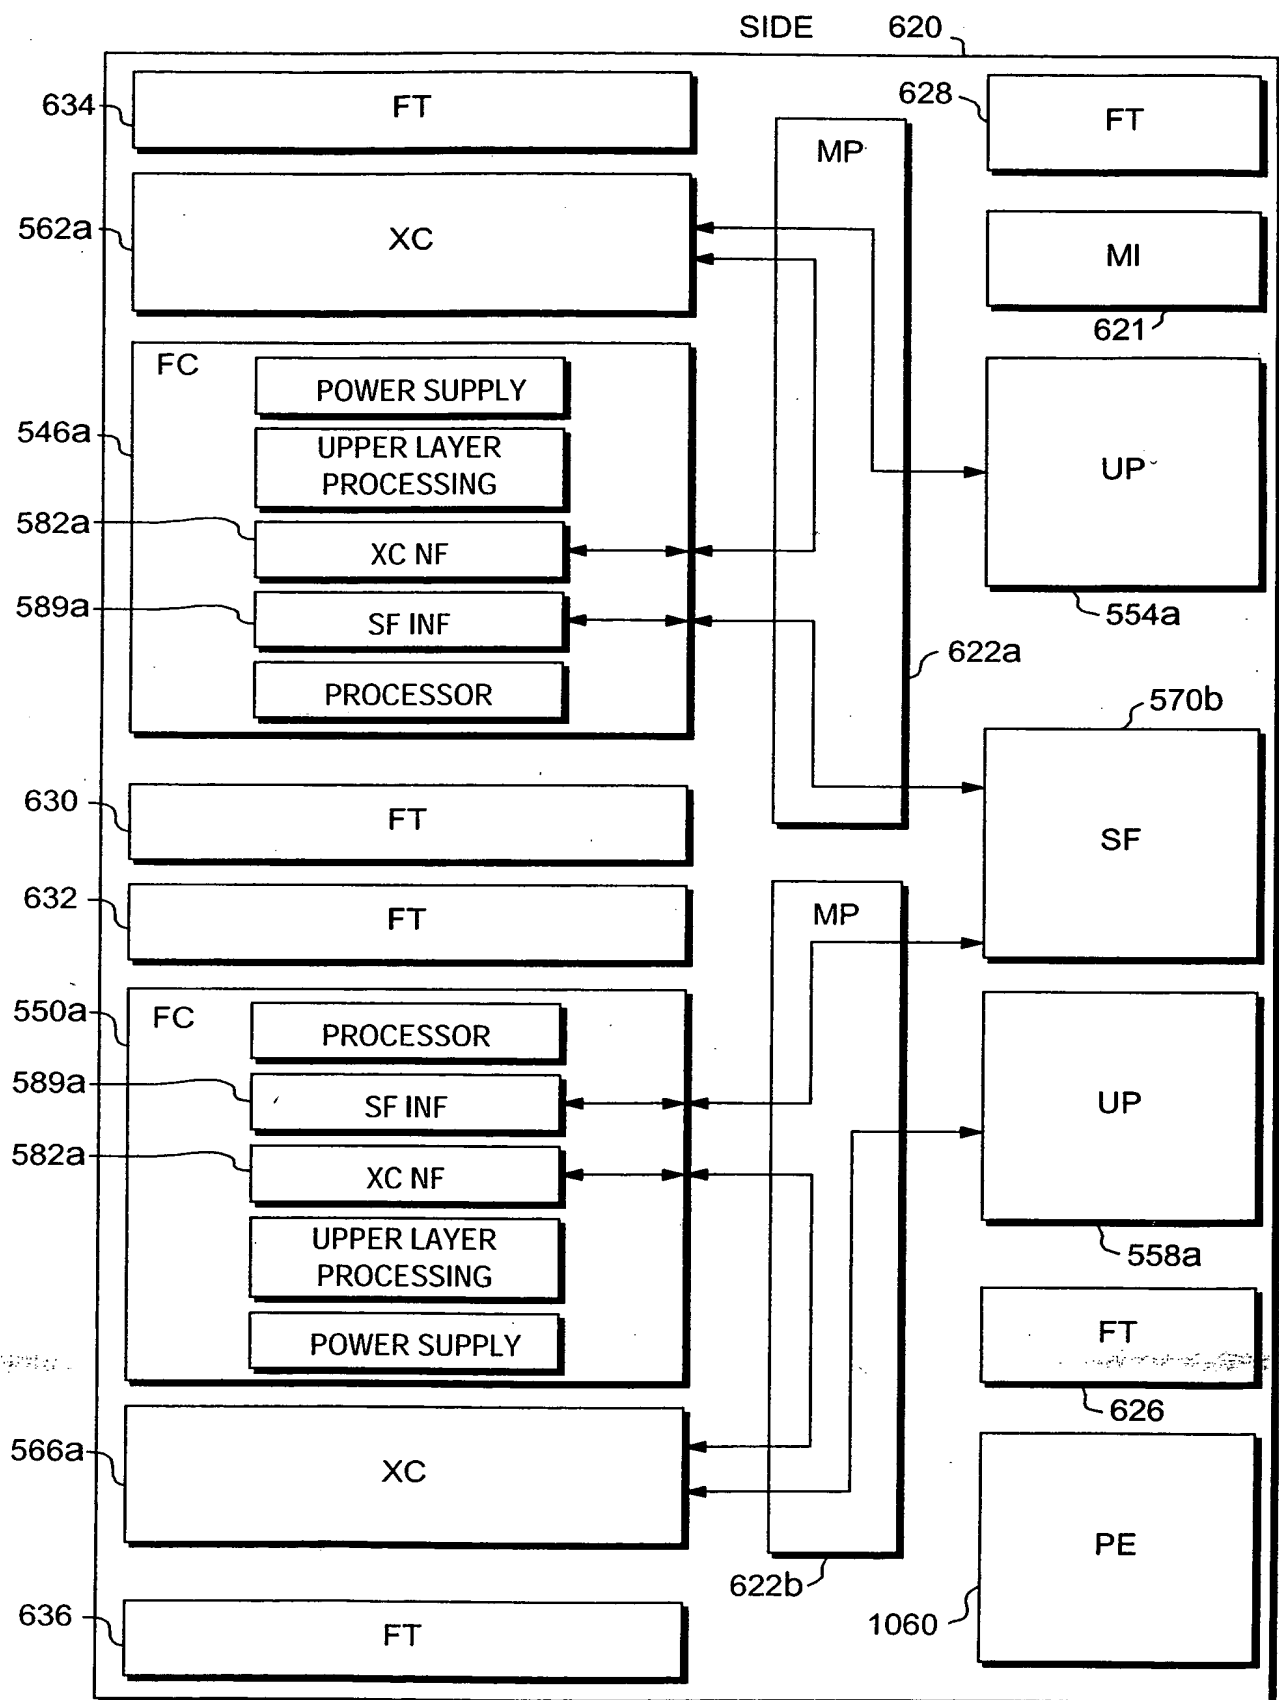 SIDE 620
634
FT
628
FT
MP
562a
XC
MI
621
FC
POWER SUPPLY
546a
UPPER LAYER
PROCESSING
UP
582a
XC NF
589a
SF INF
554a
622a
PROCESSOR
570b
630
FT
SF
632
FT
MP
550a
FC
PROCESSOR
589a
SF INF
UP
582a
XC NF
UPPER LAYER
PROCESSING
558a
POWER SUPPLY
FT
626
566a
XC
PE
622b
636
FT
1060